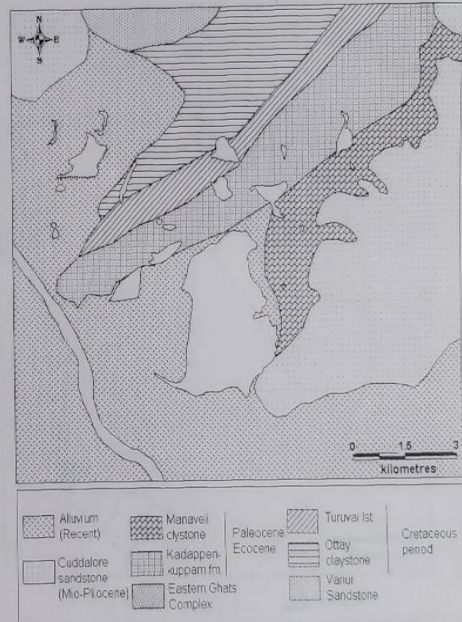 N
W E
S
0 1.5 3
kilometres
Alluvium
(Recent)
Cuddalore
sandstone
(Mio-Pliocene)
Manaveli
clystone
Kadappen-
kuppam fm
Eastern Ghats
Complex
Paleocene
Ecocene
Turuvai lst
Ottay
claystone
Vanur
Sandstone
Cretaceous
period